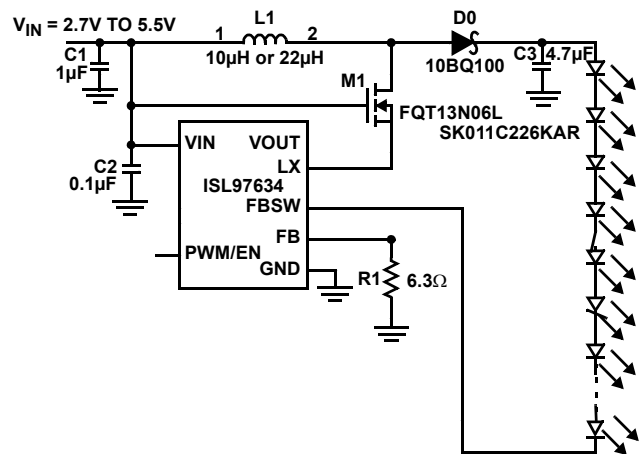 V_IN = 2.7V TO 5.5V
L1
D0
1
2
C1
1µF
10µH or 22µH
10BQ100
C3
4.7µF
M1
FQT13N06L
SK011C226KAR
VIN
VOUT
LX
C2
0.1µF
ISL97634
FBSW
FB
PWM/EN
GND
R1
6.3Ω